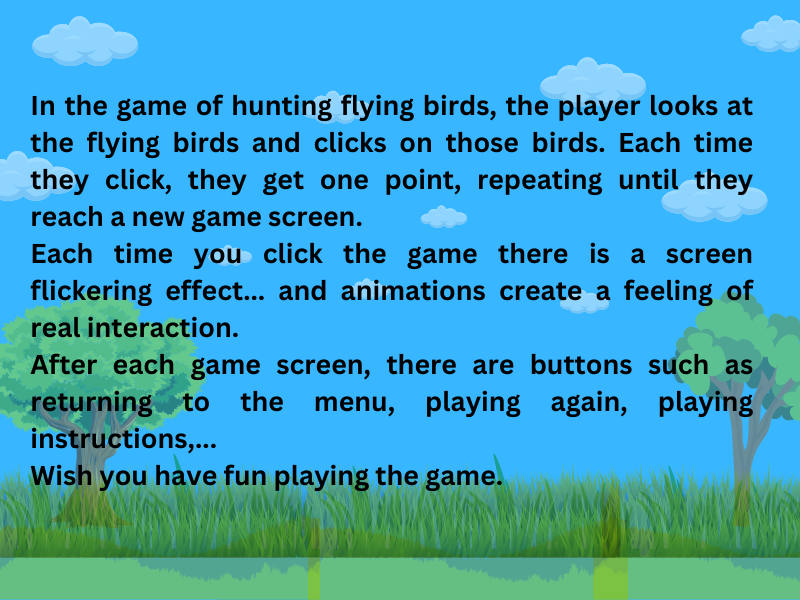 In the game of hunting flying birds, the player looks at
the flying birds and clicks on those birds. Each time
they click, they get one point, repeating until they
reach a new game screen.
Each time you click the game there is a screen
flickering effect... and animations create a feeling of
real interaction.
After each game screen, there are buttons such as
returning to the menu, playing again, playing
instructions,...
Wish you have fun playing the game.